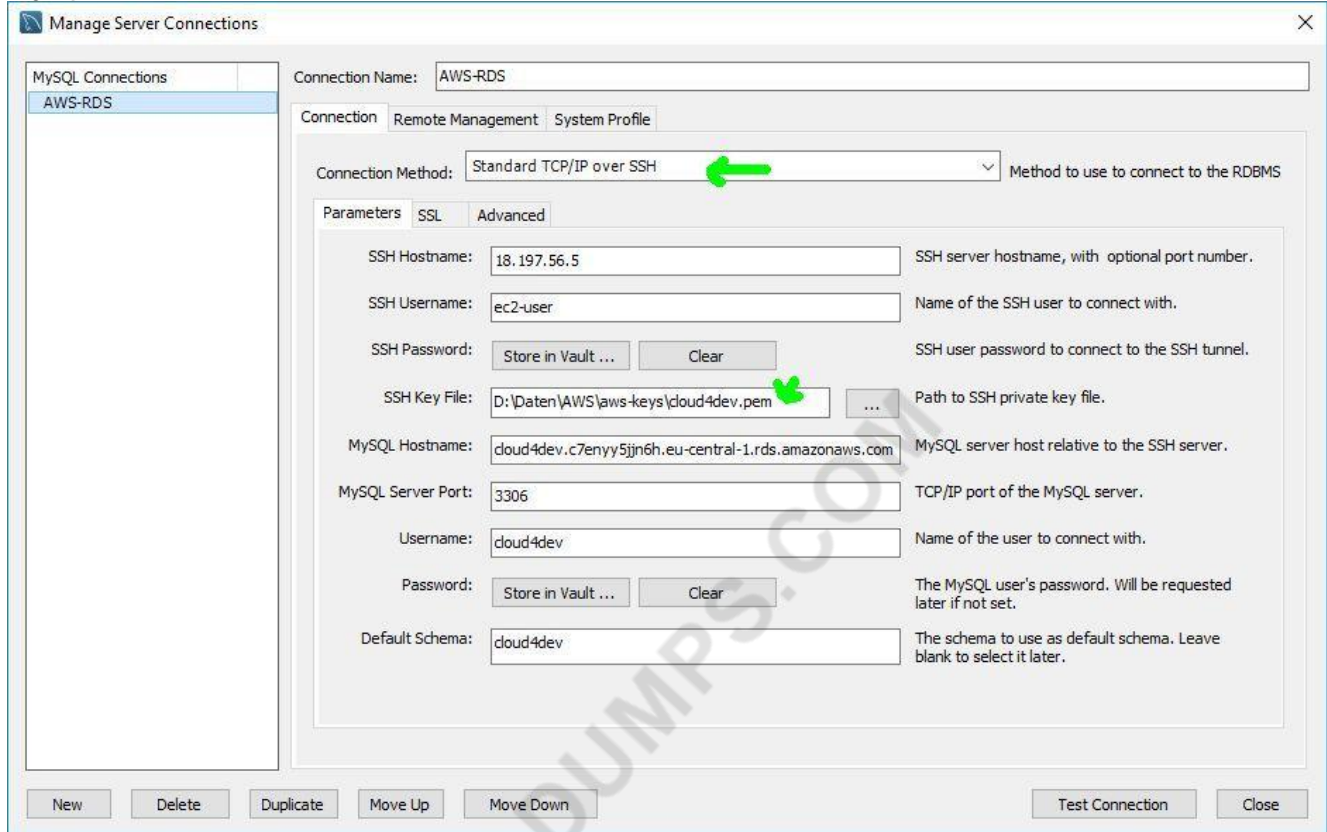 Manage Server Connections
MySQL Connections
AWS-RDS
Connection Name: AWS-RDS
Connection Remote Management System Profile
Connection Method: Standard TCP/IP over SSH Method to use to connect to the RDBMS
Parameters SSL Advanced
SSH Hostname: 18.197.56.5 SSH server hostname, with optional port number.
SSH Username: ec2-user Name of the SSH user to connect with.
SSH Password: Store in Vault ... Clear SSH user password to connect to the SSH tunnel.
SSH Key File: D:\Daten\AWS\aws-keys\cloud4dev.pem ... Path to SSH private key file.
MySQL Hostname: cloud4dev.c7enyy5jjn6h.eu-central-1.rds.amazonaws.com MySQL server host relative to the SSH server.
MySQL Server Port: 3306 TCP/IP port of the MySQL server.
Username: cloud4dev Name of the user to connect with.
Password: Store in Vault ... Clear The MySQL user's password. Will be requested
later if not set.
Default Schema: cloud4dev The schema to use as default schema. Leave
blank to select it later.
New Delete Duplicate Move Up Move Down Test Connection Close
DUMPS.COM